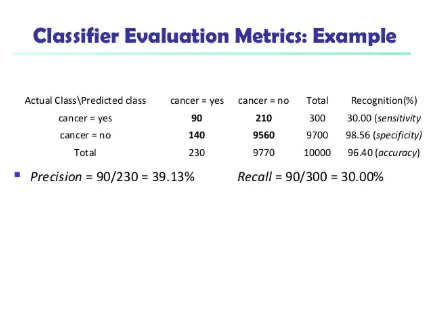 Classifier Evaluation Metrics: Example
Actual Class\Predicted class cancer = yes cancer = no Total Recognition(%)
cancer = yes 90 210 300 30.00 (sensitivity
cancer = no 140 9560 9700 98.56 (specificity)
Total 230 9770 10000 96.40 (accuracy)
▪ Precision = 90/230 = 39.13% Recall = 90/300 = 30.00%